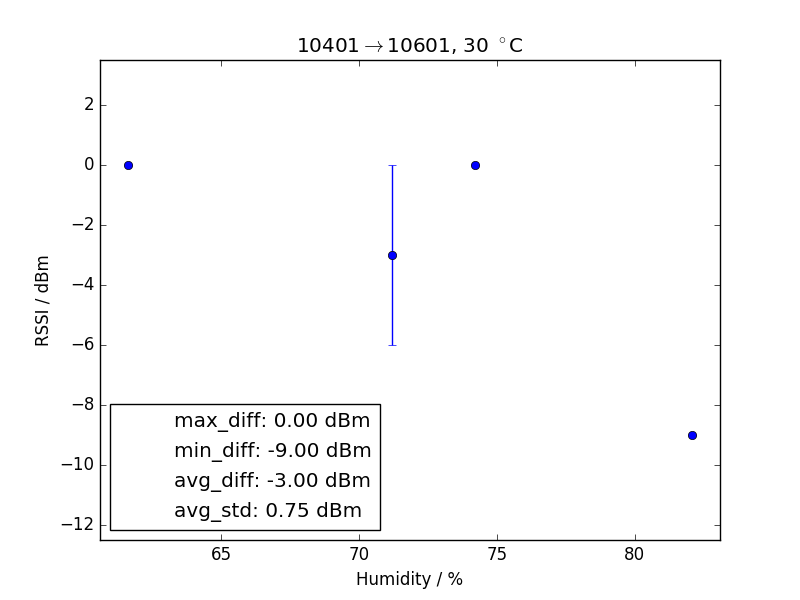 10401→10601, 30 °C
2
0
−2
−4
−6
−8
−10
−12
RSSI / dBm
max_diff: 0.00 dBm
min_diff: -9.00 dBm
avg_diff: -3.00 dBm
avg_std: 0.75 dBm
65 70 75 80
Humidity / %